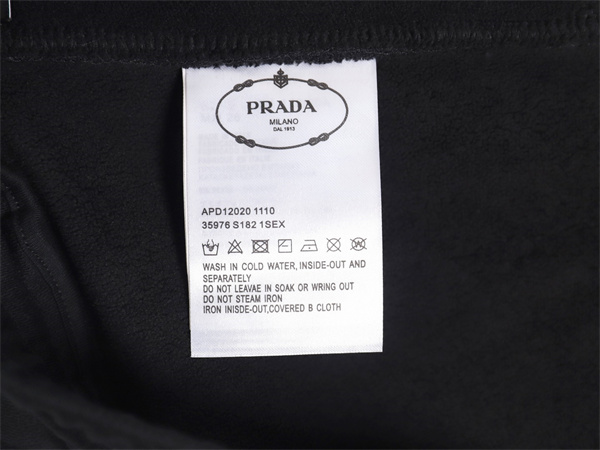 PRADA
MILANO
DAL 1913
APD12020 1110
35976 S182 1SEX
WASH IN COLD WATER, INSIDE-OUT AND
SEPARATELY
DO NOT LEAVAE IN SOAK OR WRING OUT
DO NOT STEAM IRON
IRON INISDE-OUT,COVERED B CLOTH